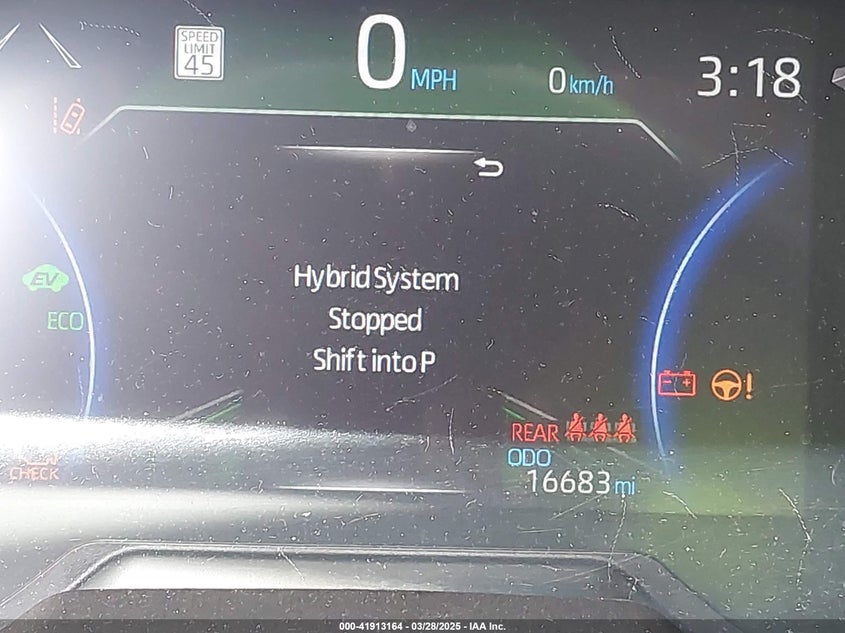 SPEED
LIMIT
45
0 MPH
0 km/h
3:18
Hybrid System
Stopped
Shift into P
EV
ECO
REAR
ODO
16683 mi
CHECK
000-41913164 - 03/28/2025 - IAA Inc.